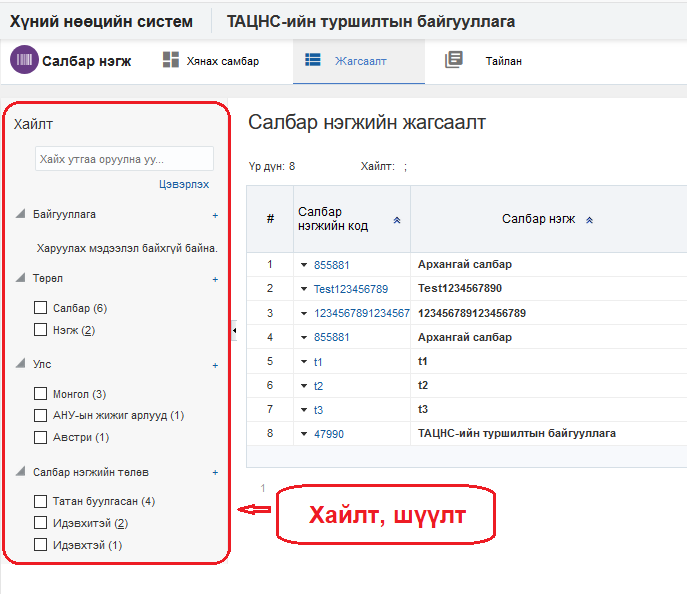 Хүний нөөцийн систем ТАЦНС-ийн туршилтын байгууллага
Салбар нэгж Хянах самбар Жагсаалт Тайлан
Хайлт
Хайх утгаа оруулна уу...
Цэвэрлэх
Байгууллага +
Харуулах мэдээлэл байхгүй байна.
Төрөл +
Салбар (6)
Нэгж (2)
Улс +
Монгол (3)
АНУ-ын жижиг арлууд (1)
Австри (1)
Салбар нэгжийн төлөв +
Татан буулгасан (4)
Идэвхитэй (2)
Идэвхтэй (1)
Салбар нэгжийн жагсаалт
Үр дүн: 8 Хайлт: ;
# Салбар нэгжийн код Салбар нэгж
1 855881 Архангай салбар
2 Test123456789 Test1234567890
3 1234567891234567 123456789123456789
4 855881 Архангай салбар
5 t1 t1
6 t2 t2
7 t3 t3
8 47990 ТАЦНС-ийн туршилтын байгууллага
1
Хайлт, шүүлт